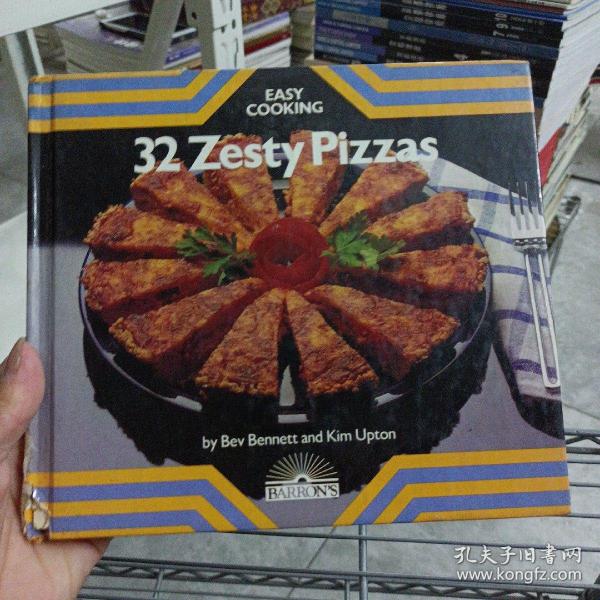 EASY
COOKING
32 Zesty Pizzas
by Bev Bennett and Kim Upton
BARRON'S
孔夫子旧书网
www.kongfz.com